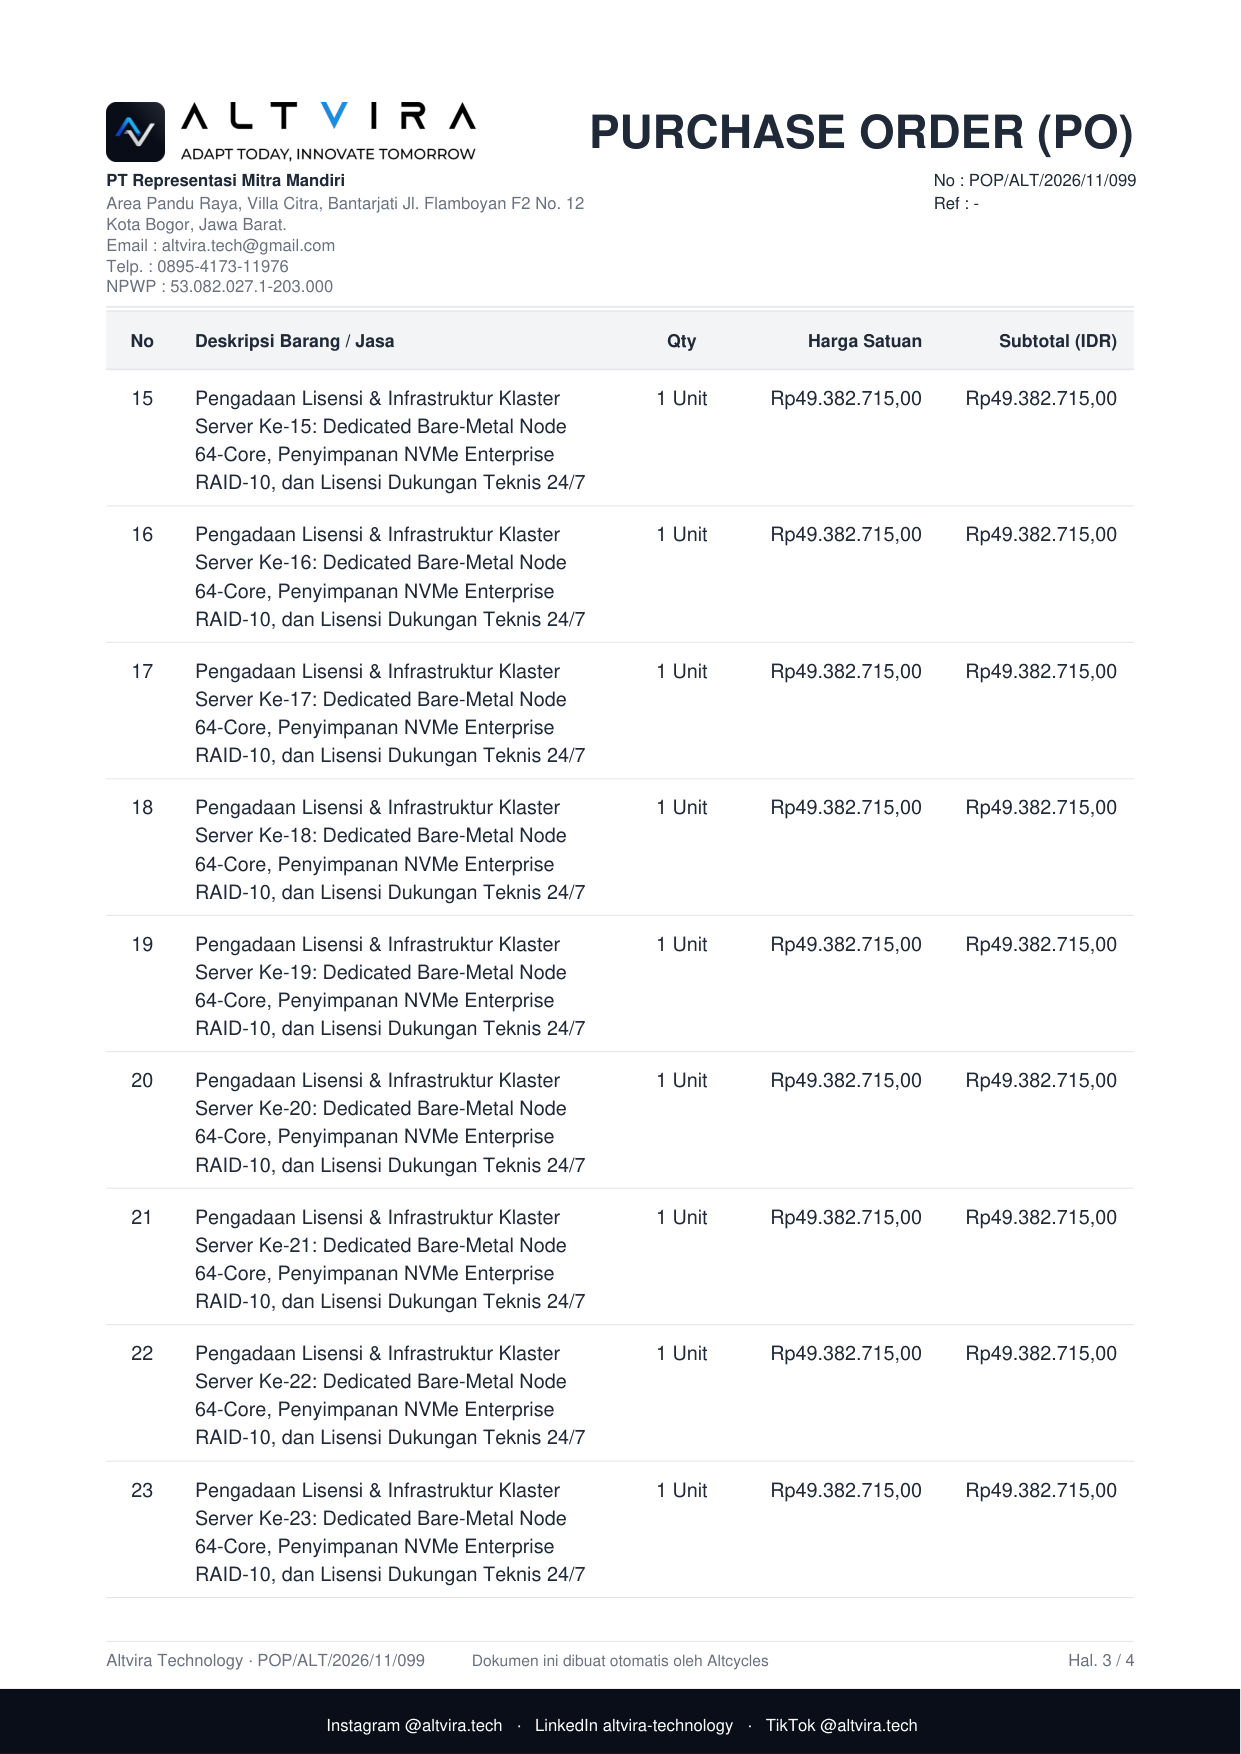 ALTVIRA
ADAPT TODAY, INNOVATE TOMORROW
PURCHASE ORDER (PO)
PT Representasi Mitra Mandiri
Area Pandu Raya, Villa Citra, Bantarjati Jl. Flamboyan F2 No. 12
Kota Bogor, Jawa Barat.
Email : altvira.tech@gmail.com
Telp. : 0895-4173-11976
NPWP : 53.082.027.1-203.000
No : POP/ALT/2026/11/099
Ref : -
No Deskripsi Barang / Jasa Qty Harga Satuan Subtotal (IDR)
15 Pengadaan Lisensi & Infrastruktur Klaster 1 Unit Rp49.382.715,00 Rp49.382.715,00
Server Ke-15: Dedicated Bare-Metal Node
64-Core, Penyimpanan NVMe Enterprise
RAID-10, dan Lisensi Dukungan Teknis 24/7
16 Pengadaan Lisensi & Infrastruktur Klaster 1 Unit Rp49.382.715,00 Rp49.382.715,00
Server Ke-16: Dedicated Bare-Metal Node
64-Core, Penyimpanan NVMe Enterprise
RAID-10, dan Lisensi Dukungan Teknis 24/7
17 Pengadaan Lisensi & Infrastruktur Klaster 1 Unit Rp49.382.715,00 Rp49.382.715,00
Server Ke-17: Dedicated Bare-Metal Node
64-Core, Penyimpanan NVMe Enterprise
RAID-10, dan Lisensi Dukungan Teknis 24/7
18 Pengadaan Lisensi & Infrastruktur Klaster 1 Unit Rp49.382.715,00 Rp49.382.715,00
Server Ke-18: Dedicated Bare-Metal Node
64-Core, Penyimpanan NVMe Enterprise
RAID-10, dan Lisensi Dukungan Teknis 24/7
19 Pengadaan Lisensi & Infrastruktur Klaster 1 Unit Rp49.382.715,00 Rp49.382.715,00
Server Ke-19: Dedicated Bare-Metal Node
64-Core, Penyimpanan NVMe Enterprise
RAID-10, dan Lisensi Dukungan Teknis 24/7
20 Pengadaan Lisensi & Infrastruktur Klaster 1 Unit Rp49.382.715,00 Rp49.382.715,00
Server Ke-20: Dedicated Bare-Metal Node
64-Core, Penyimpanan NVMe Enterprise
RAID-10, dan Lisensi Dukungan Teknis 24/7
21 Pengadaan Lisensi & Infrastruktur Klaster 1 Unit Rp49.382.715,00 Rp49.382.715,00
Server Ke-21: Dedicated Bare-Metal Node
64-Core, Penyimpanan NVMe Enterprise
RAID-10, dan Lisensi Dukungan Teknis 24/7
22 Pengadaan Lisensi & Infrastruktur Klaster 1 Unit Rp49.382.715,00 Rp49.382.715,00
Server Ke-22: Dedicated Bare-Metal Node
64-Core, Penyimpanan NVMe Enterprise
RAID-10, dan Lisensi Dukungan Teknis 24/7
23 Pengadaan Lisensi & Infrastruktur Klaster 1 Unit Rp49.382.715,00 Rp49.382.715,00
Server Ke-23: Dedicated Bare-Metal Node
64-Core, Penyimpanan NVMe Enterprise
RAID-10, dan Lisensi Dukungan Teknis 24/7
Altvira Technology · POP/ALT/2026/11/099 Dokumen ini dibuat otomatis oleh Altcycles Hal. 3 / 4
Instagram @altvira.tech · LinkedIn altvira-technology · TikTok @altvira.tech